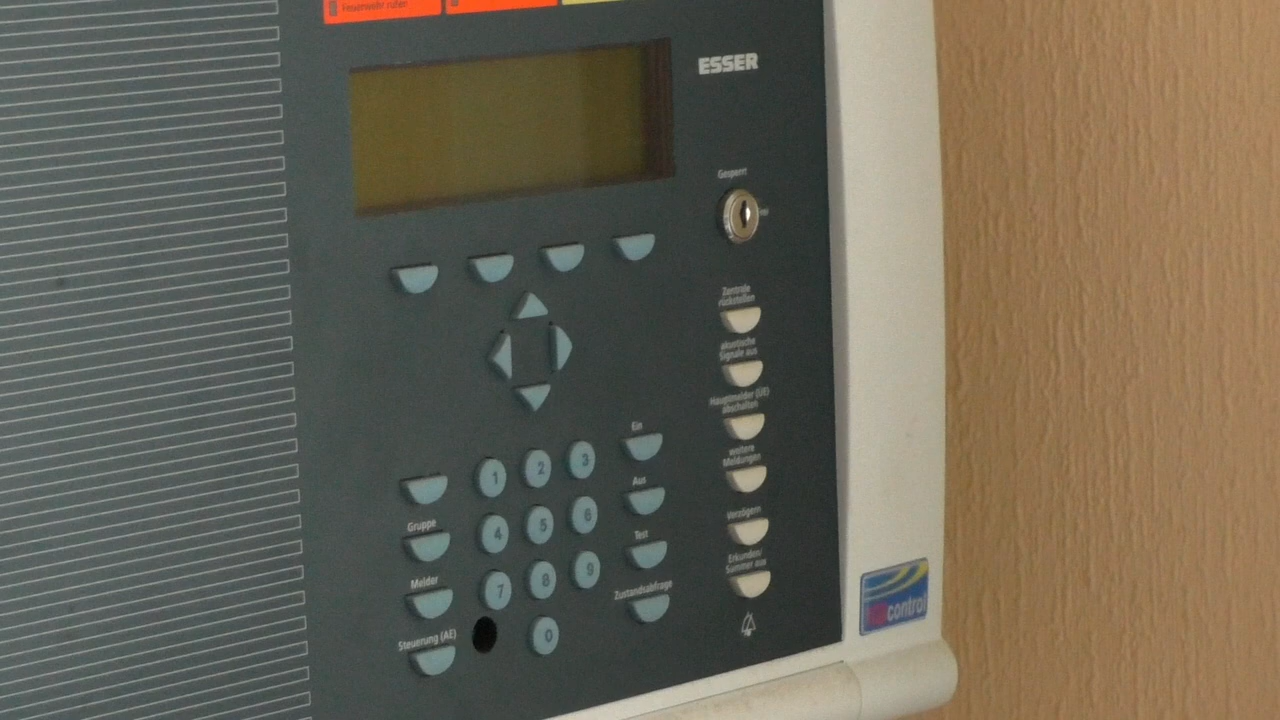 Feuerwehr rufen
ESSER
Gesperrt
Zentrale
rückstellen
akustische
Signale aus
Hauptmelder (ÜE)
abschalten
weitere
Meldungen
Verzögern
Erkunden/
Summer aus
Ein
Aus
Test
Zustandsabfrage
1 2 3
4 5 6
7 8 9
0
Gruppe
Melder
Steuerung (AE)
control